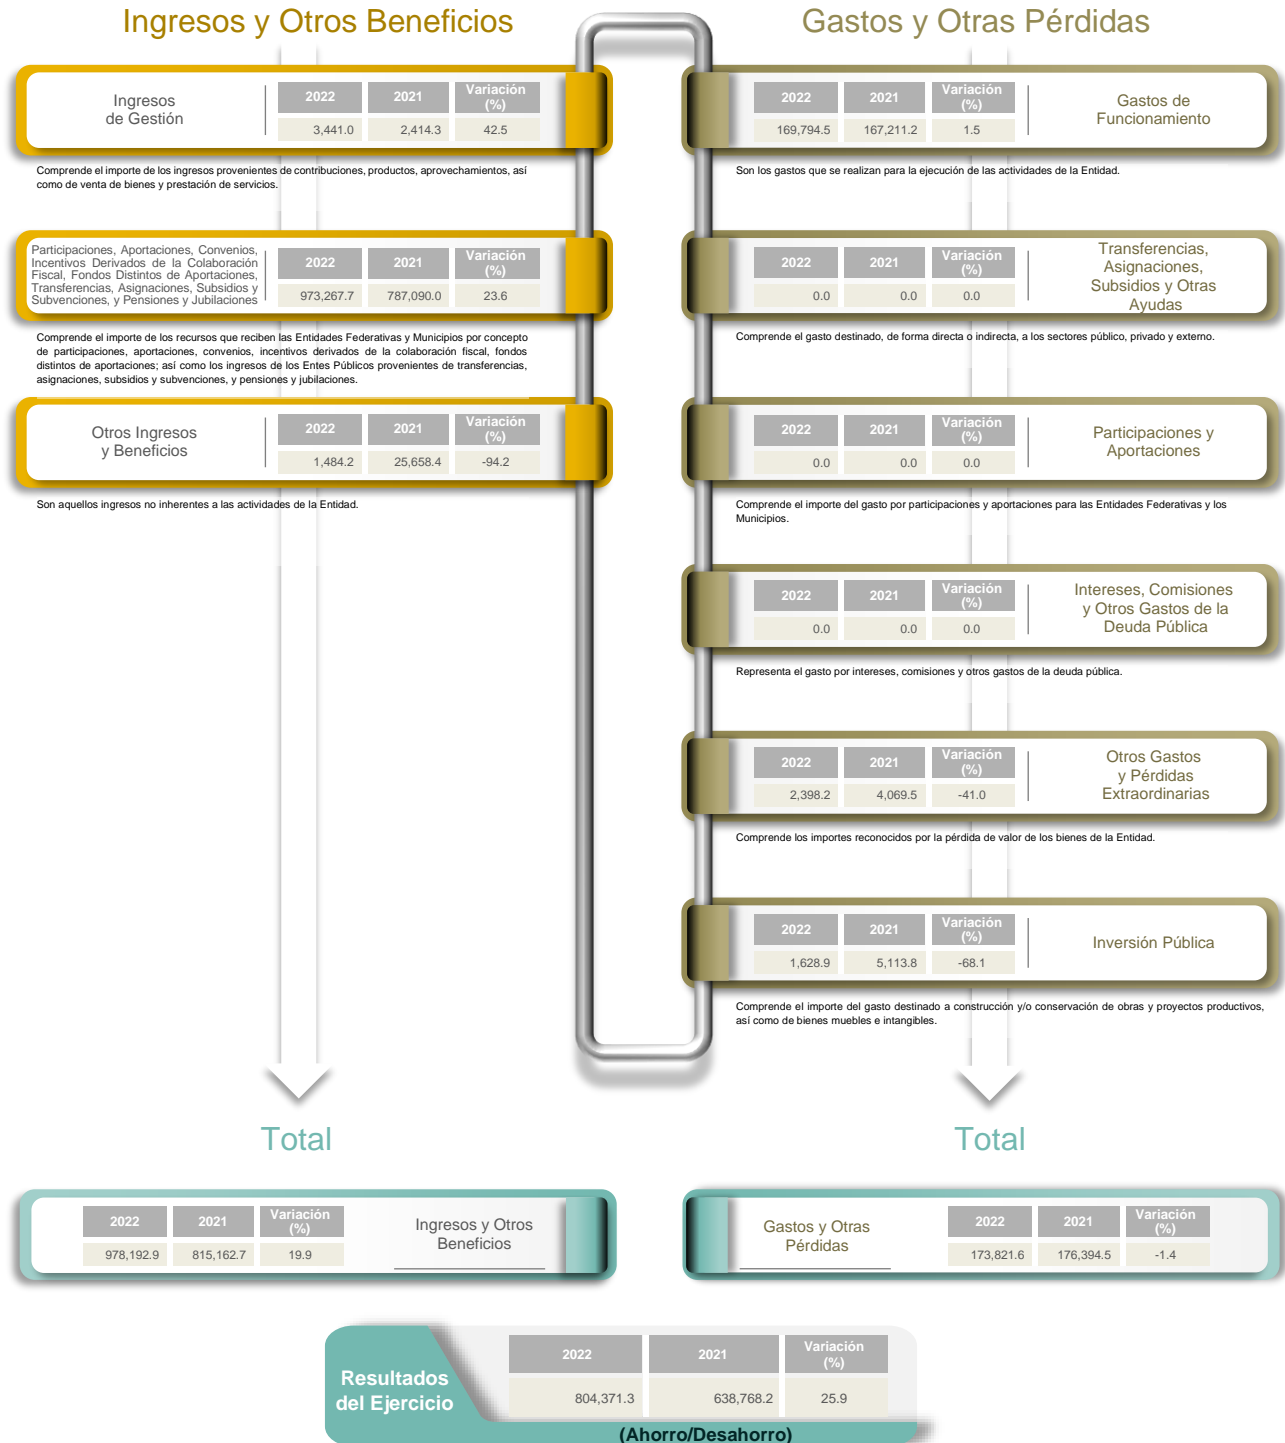 Ingresos y Otros Beneficios
Ingresos
de Gestión
2022 2021 Variación
(%)
3,441.0 2,414.3 42.5
Comprende el importe de los ingresos provenientes de contribuciones, productos, aprovechamientos, así
como de venta de bienes y prestación de servicios.
Participaciones, Aportaciones, Convenios,
Incentivos Derivados de la Colaboración
Fiscal, Fondos Distintos de Aportaciones,
Transferencias, Asignaciones, Subsidios y
Subvenciones, y Pensiones y Jubilaciones
2022 2021 Variación
(%)
973,267.7 787,090.0 23.6
Comprende el importe de los recursos que reciben las Entidades Federativas y Municipios por concepto
de participaciones, aportaciones, convenios, incentivos derivados de la colaboración fiscal, fondos
distintos de aportaciones; así como los ingresos de los Entes Públicos provenientes de transferencias,
asignaciones, subsidios y subvenciones, y pensiones y jubilaciones.
Otros Ingresos
y Beneficios
2022 2021 Variación
(%)
1,484.2 25,658.4 -94.2
Son aquellos ingresos no inherentes a las actividades de la Entidad.
Gastos y Otras Pérdidas
2022 2021 Variación
(%)
169,794.5 167,211.2 1.5
Gastos de
Funcionamiento
Son los gastos que se realizan para la ejecución de las actividades de la Entidad.
2022 2021 Variación
(%)
0.0 0.0 0.0
Transferencias,
Asignaciones,
Subsidios y Otras
Ayudas
Comprende el gasto destinado, de forma directa o indirecta, a los sectores público, privado y externo.
2022 2021 Variación
(%)
0.0 0.0 0.0
Participaciones y
Aportaciones
Comprende el importe del gasto por participaciones y aportaciones para las Entidades Federativas y los
Municipios.
2022 2021 Variación
(%)
0.0 0.0 0.0
Intereses, Comisiones
y Otros Gastos de la
Deuda Pública
Representa el gasto por intereses, comisiones y otros gastos de la deuda pública.
2022 2021 Variación
(%)
2,398.2 4,069.5 -41.0
Otros Gastos
y Pérdidas
Extraordinarias
Comprende los importes reconocidos por la pérdida de valor de los bienes de la Entidad.
2022 2021 Variación
(%)
1,628.9 5,113.8 -68.1
Inversión Pública
Comprende el importe del gasto destinado a construcción y/o conservación de obras y proyectos productivos,
así como de bienes muebles e intangibles.
Total
2022 2021 Variación
(%)
978,192.9 815,162.7 19.9
Ingresos y Otros
Beneficios
Total
Gastos y Otras
Pérdidas
2022 2021 Variación
(%)
173,821.6 176,394.5 -1.4
Resultados
del Ejercicio
2022 2021 Variación
(%)
804,371.3 638,768.2 25.9
(Ahorro/Desahorro)